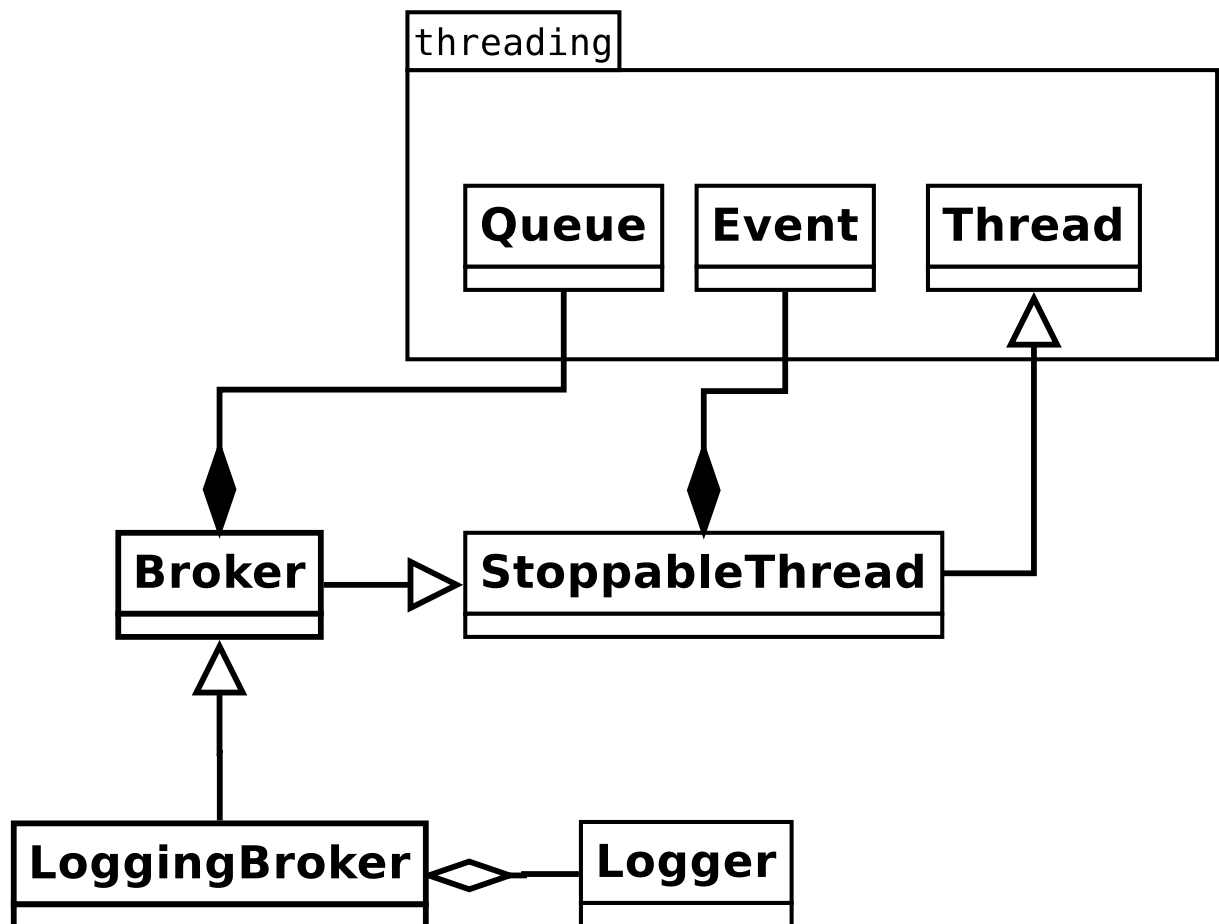 threading
Queue
Event
Thread
Broker
StoppableThread
LoggingBroker
Logger